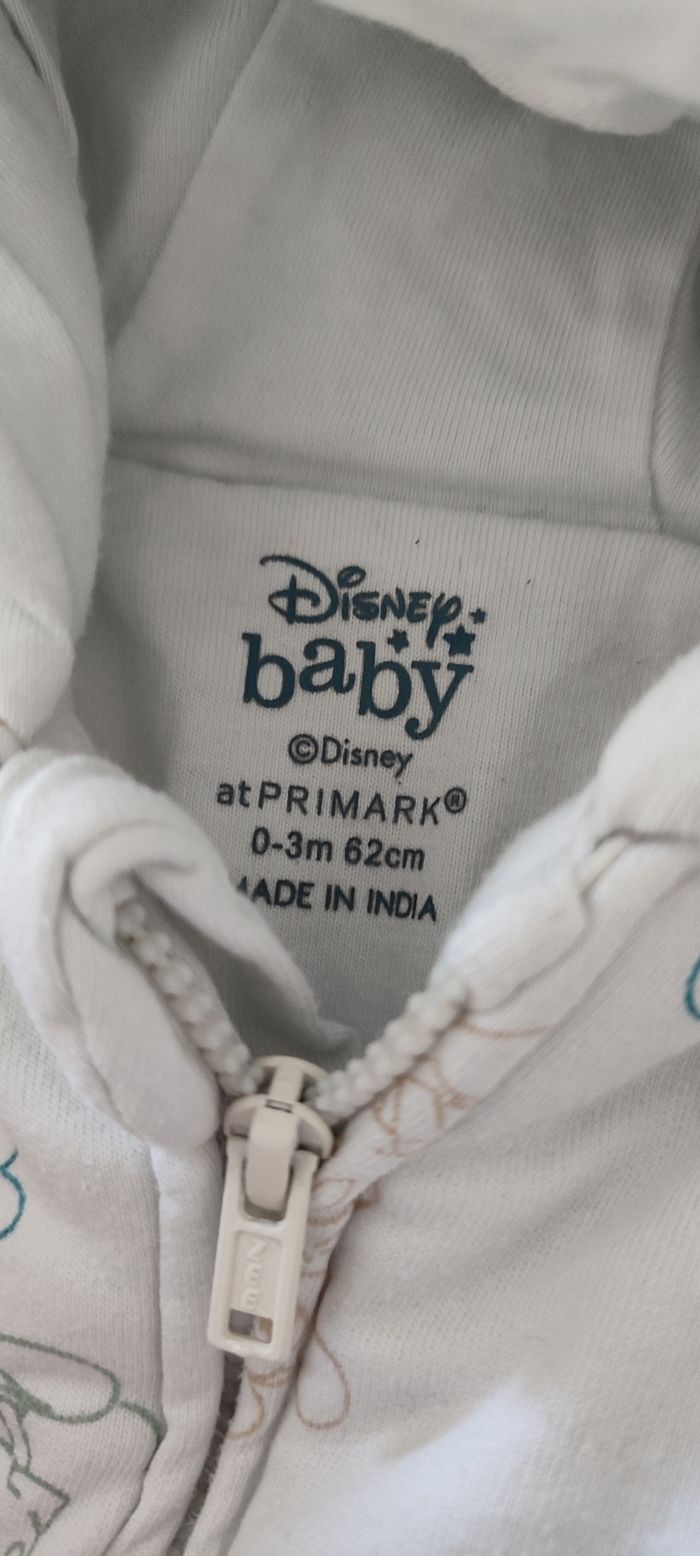 Disney
baby
©Disney
at PRIMARK®
0-3m 62cm
MADE IN INDIA